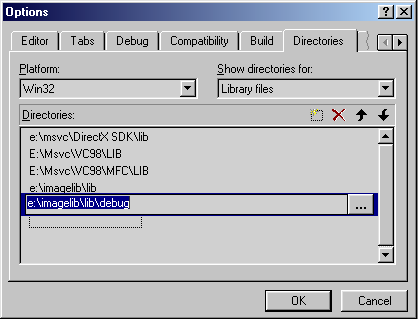 Options
Editor Tabs Debug Compatibility Build Directories
Platform: Show directories for:
Win32 Library files
Directories:
e:\msvc\DirectX SDK\lib
E:\Msvc\VC98\LIB
E:\Msvc\VC98\MFC\LIB
e:\imagelib\lib
e:\imagelib\lib\debug ...
OK Cancel